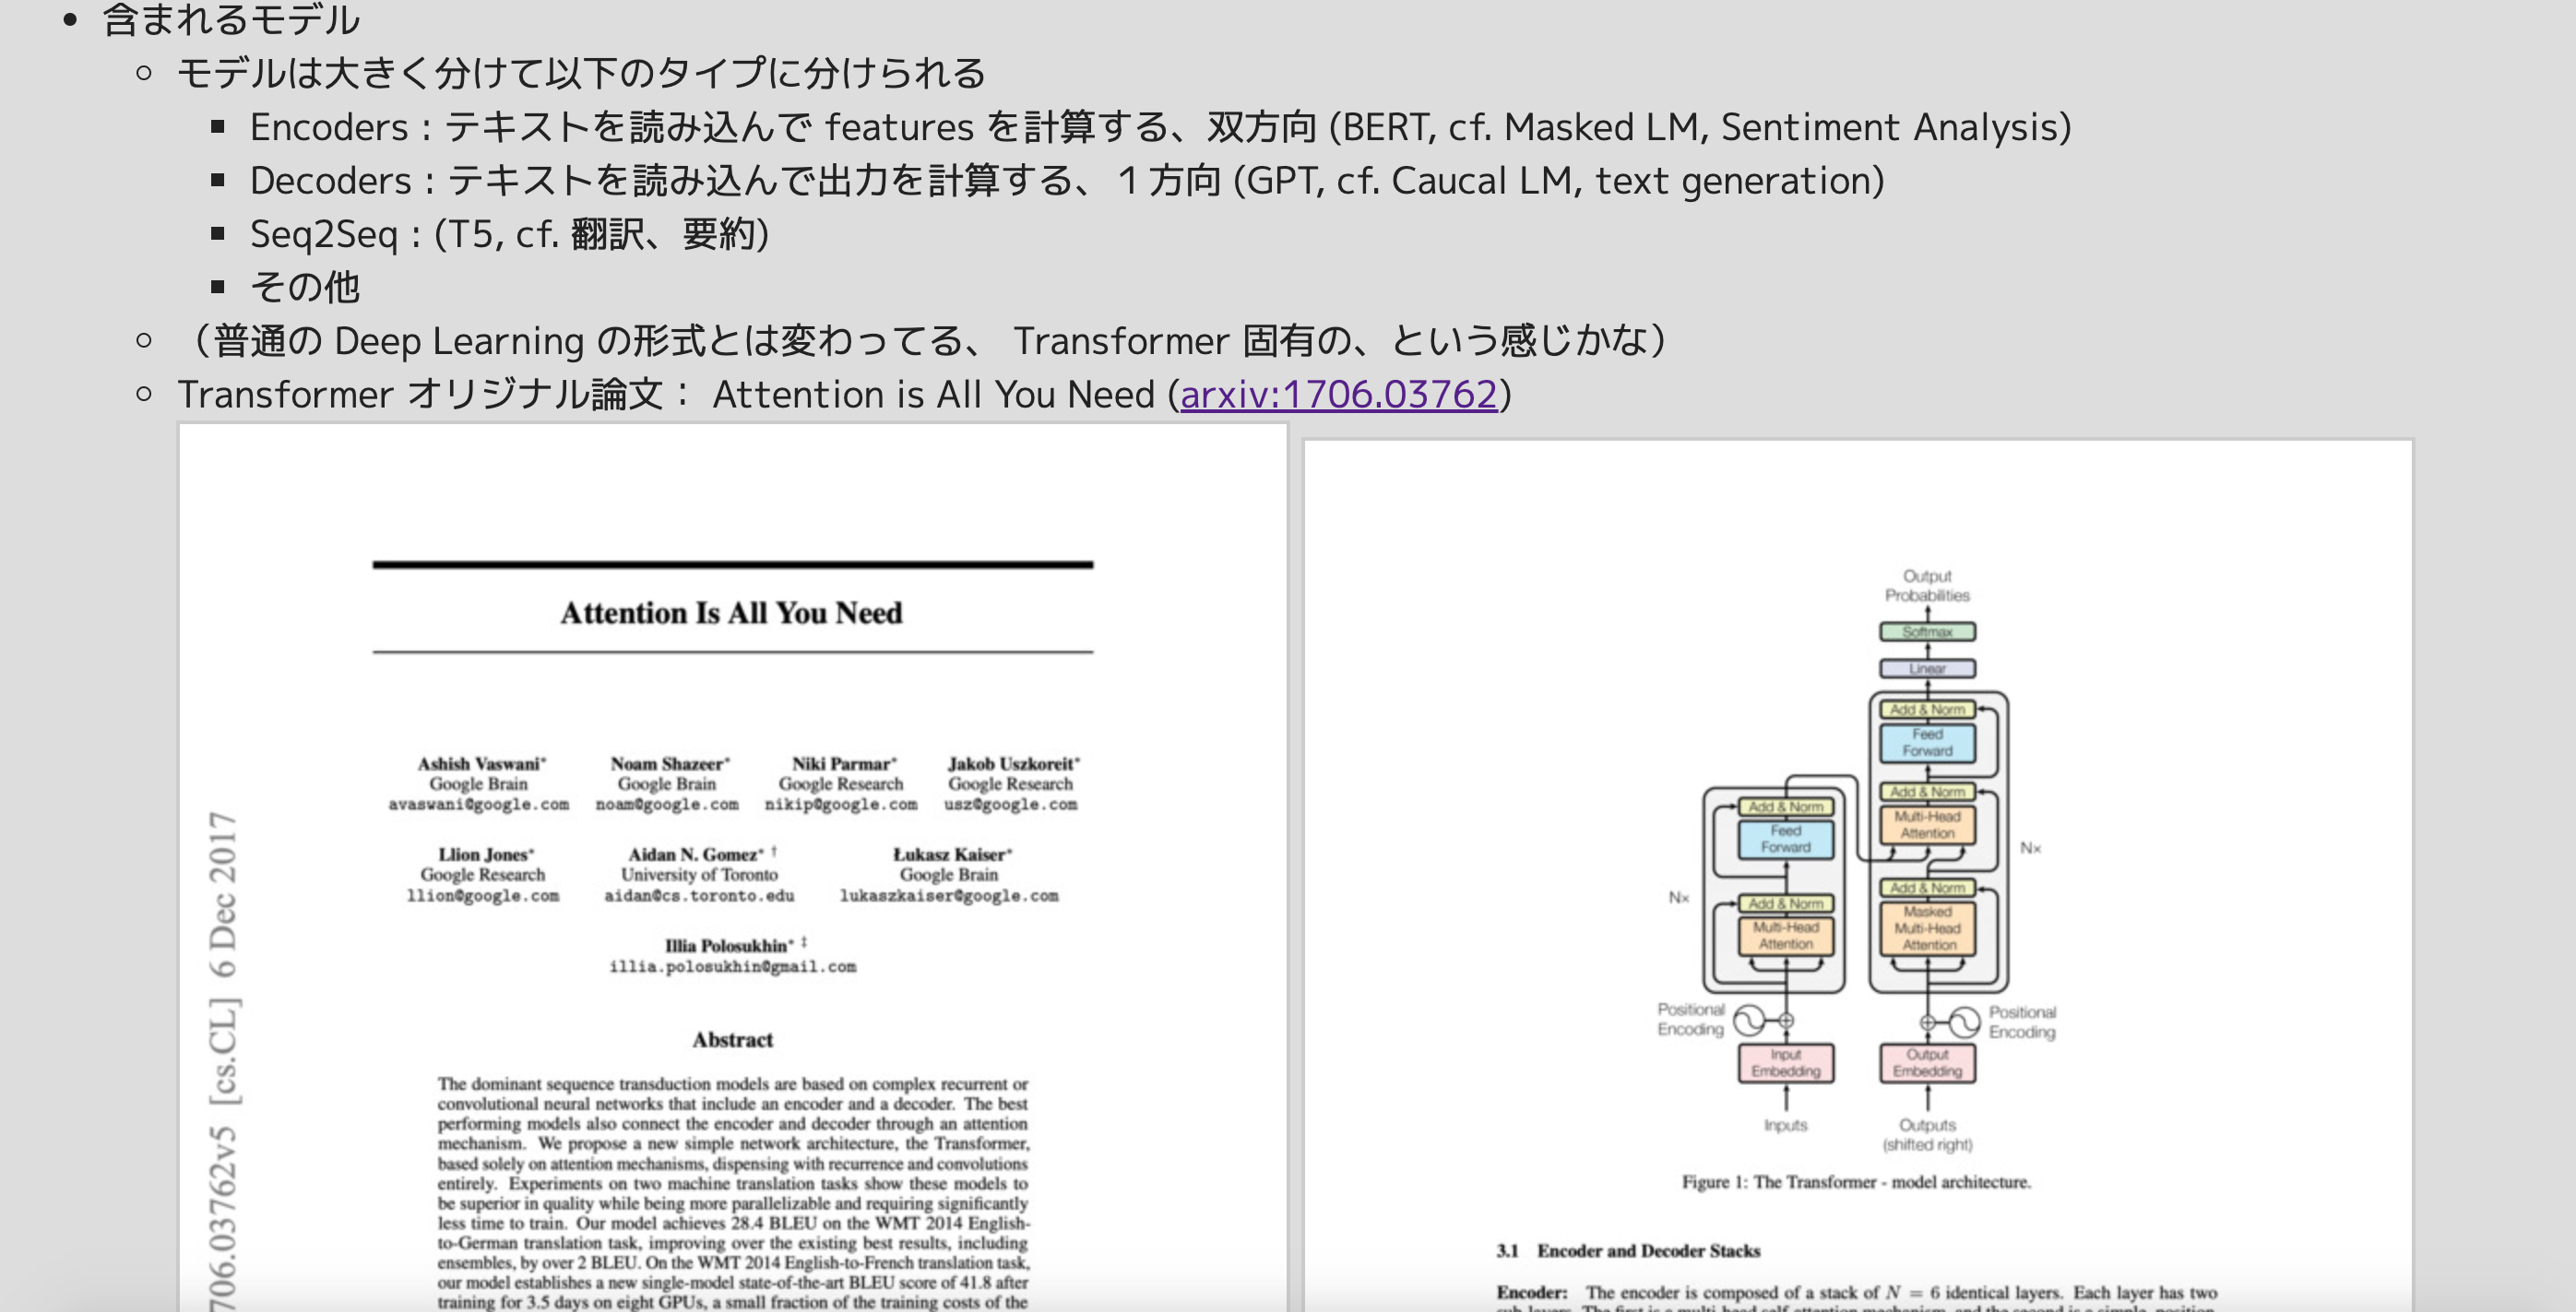 含まれるモデル
モデルは大きく分けて以下のタイプに分けられる
Encoders : テキストを読み込んで features を計算する、双方向 (BERT, cf. Masked LM, Sentiment Analysis)
Decoders : テキストを読み込んで出力を計算する、１方向 (GPT, cf. Caucal LM, text generation)
Seq2Seq : (T5, cf. 翻訳、要約)
その他
（普通の Deep Learning の形式とは変わってる、 Transformer 固有の、という感じかな）
Transformer オリジナル論文： Attention is All You Need (arxiv:1706.03762)
706.03762v5 [cs.CL] 6 Dec 2017
Attention Is All You Need
Ashish Vaswani* Noam Shazeer* Niki Parmar* Jakob Uszkoreit*
Google Brain Google Brain Google Research Google Research
avaswani@google.com noam@google.com nikip@google.com usz@google.com
Llion Jones* Aidan N. Gomez* † Łukasz Kaiser*
Google Research University of Toronto Google Brain
llion@google.com aidan@cs.toronto.edu lukaszkaiser@google.com
Illia Polosukhin* ‡
illia.polosukhin@gmail.com
Abstract
The dominant sequence transduction models are based on complex recurrent or
convolutional neural networks that include an encoder and a decoder. The best
performing models also connect the encoder and decoder through an attention
mechanism. We propose a new simple network architecture, the Transformer,
based solely on attention mechanisms, dispensing with recurrence and convolutions
entirely. Experiments on two machine translation tasks show these models to
be superior in quality while being more parallelizable and requiring significantly
less time to train. Our model achieves 28.4 BLEU on the WMT 2014 English-
to-German translation task, improving over the existing best results, including
ensembles, by over 2 BLEU. On the WMT 2014 English-to-French translation task,
our model establishes a new single-model state-of-the-art BLEU score of 41.8 after
training for 3.5 days on eight GPUs, a small fraction of the training costs of the
Output
Probabilities
Softmax
Linear
Add & Norm
Feed
Forward
Add & Norm
Multi-Head
Attention
Add & Norm
Masked
Multi-Head
Attention
Nx
Add & Norm
Feed
Forward
Add & Norm
Multi-Head
Attention
Nx
Positional
Encoding
Positional
Encoding
Input
Embedding
Output
Embedding
Inputs
Outputs
(shifted right)
Figure 1: The Transformer - model architecture.
3.1 Encoder and Decoder Stacks
Encoder: The encoder is composed of a stack of N = 6 identical layers. Each layer has two